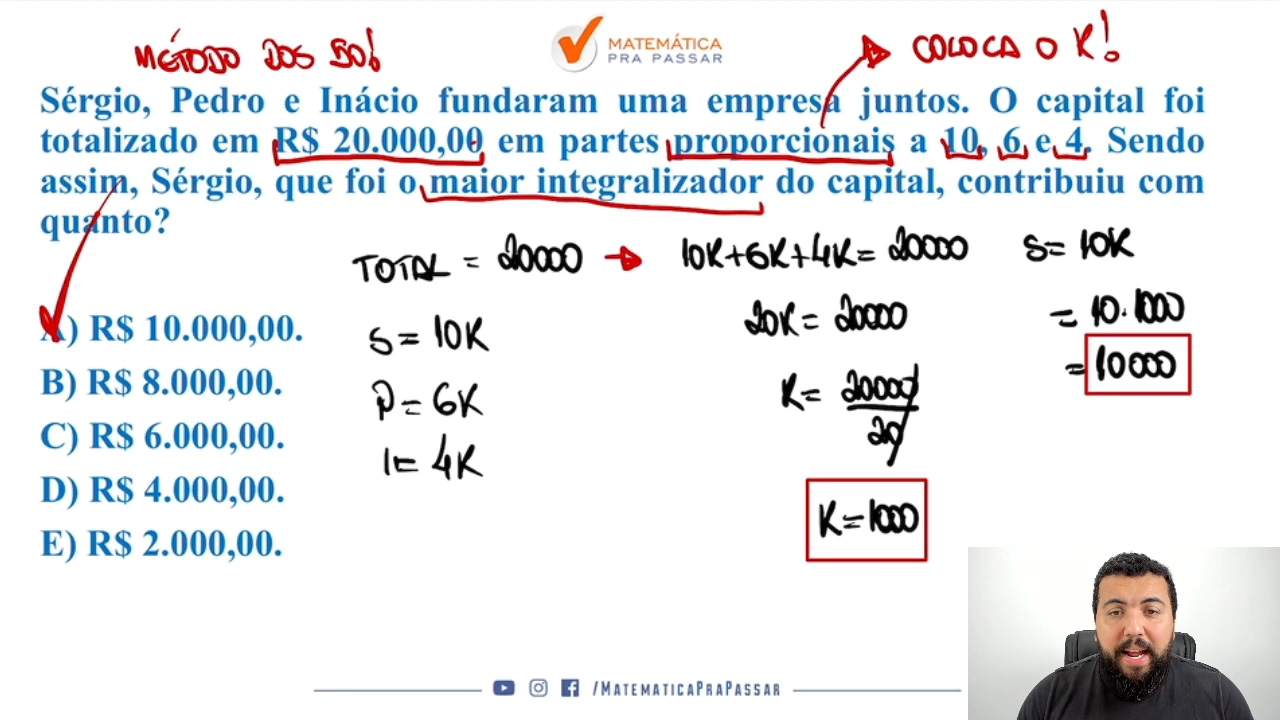 MÉTODO DOS 50!
MATEMÁTICA
PRA PASSAR
COLOCA O K!
Sérgio, Pedro e Inácio fundaram uma empresa juntos. O capital foi
totalizado em R$ 20.000,00 em partes proporcionais a 10, 6 e 4. Sendo
assim, Sérgio, que foi o maior integralizador do capital, contribuiu com
quanto?
A) R$ 10.000,00.
B) R$ 8.000,00.
C) R$ 6.000,00.
D) R$ 4.000,00.
E) R$ 2.000,00.
TOTAL = 20000
S = 10K
P = 6K
I = 4K
10K+6K+4K = 20000
20K = 20000
K = 20000
20
K = 1000
S = 10K
= 10.1000
= 10000
/MATEMATICAPRAPASSAR